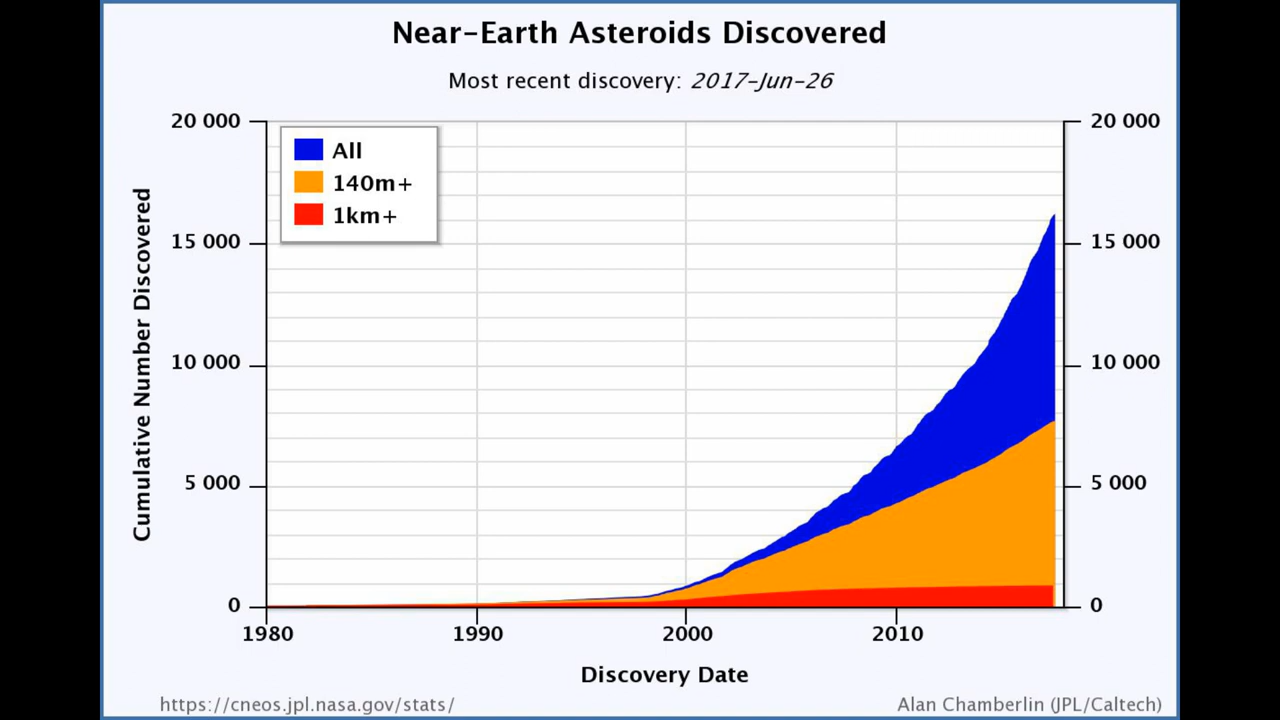 Near-Earth Asteroids Discovered
Most recent discovery: 2017-Jun-26
20 000
20 000
All
140m+
1km+
15 000
15 000
10 000
10 000
5 000
5 000
0
0
Cumulative Number Discovered
1980
1990
2000
2010
Discovery Date
https://cneos.jpl.nasa.gov/stats/
Alan Chamberlin (JPL/Caltech)